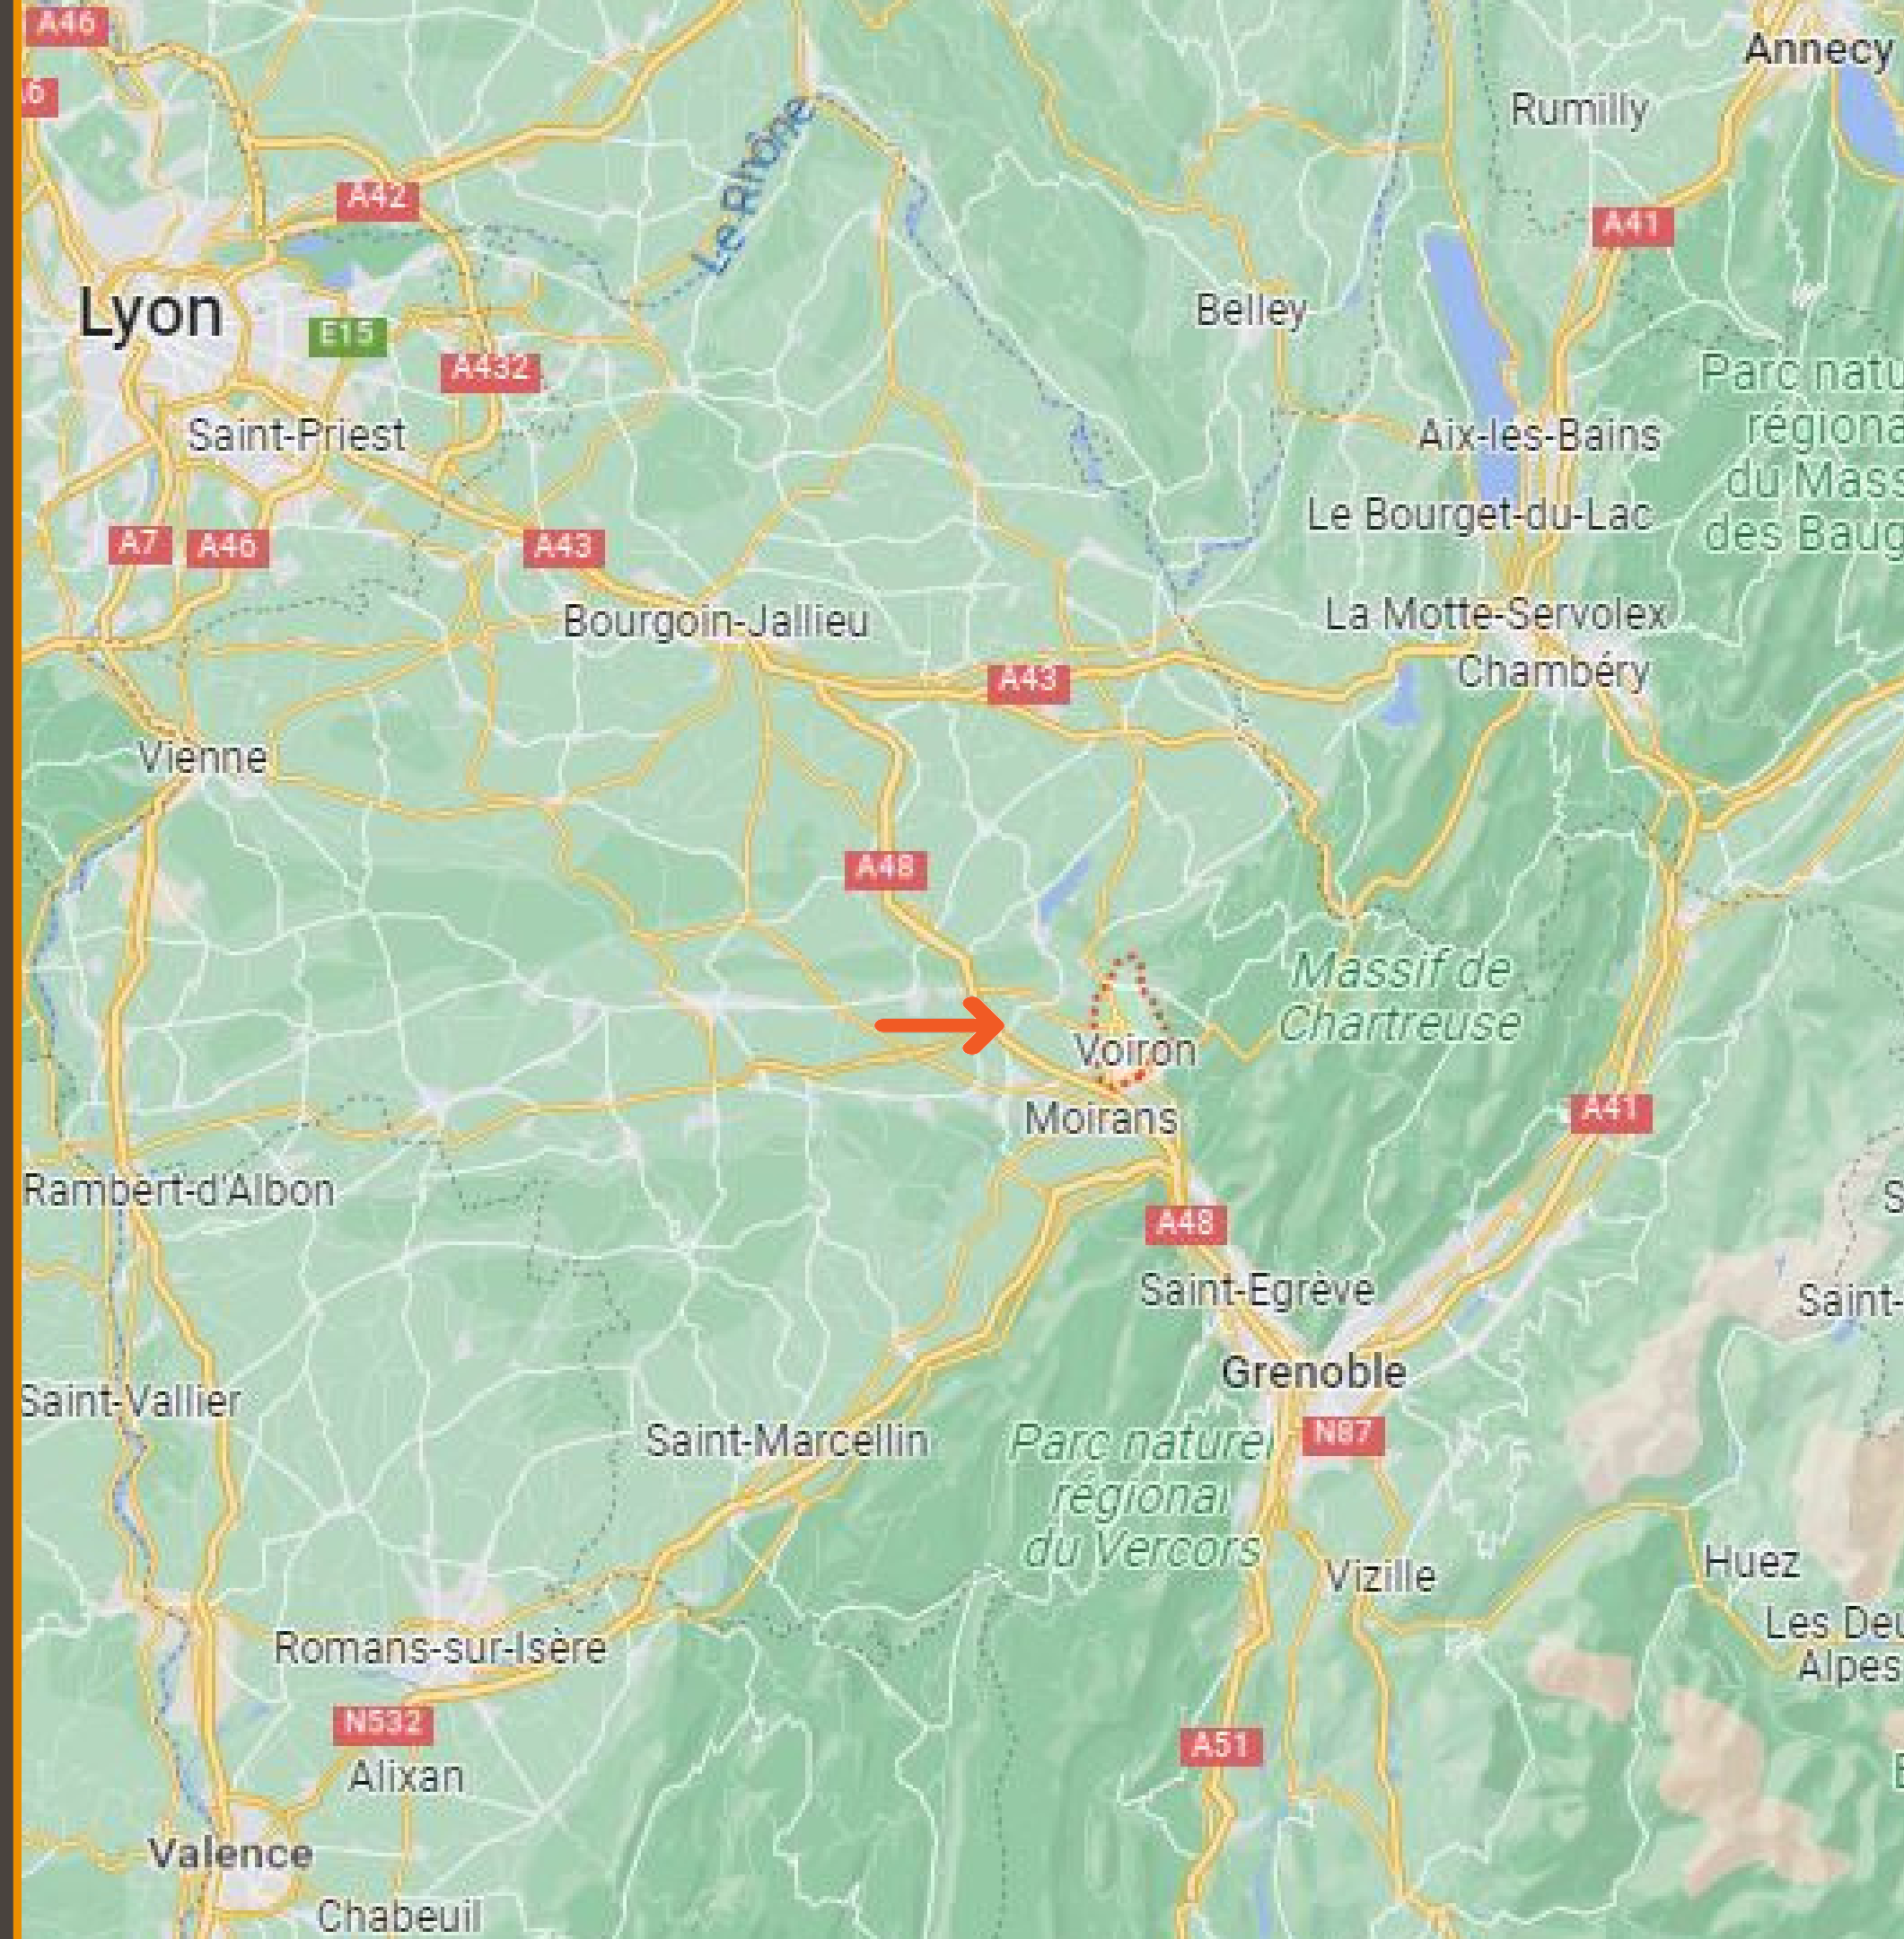 A46
Annecy
Rumilly
A42
Le Rhône
A41
Lyon
Belley
E15
A432
Parc natu
régiona
du Mass
des Baug
Saint-Priest
Aix-les-Bains
Le Bourget-du-Lac
A7
A46
A43
Bourgoin-Jallieu
La Motte-Servolex
Chambéry
A43
Vienne
A48
Massif de
Chartreuse
Voiron
Moirans
A41
Rambert-d'Albon
A48
Saint-Egrève
Saint-
Grenoble
Saint-Vallier
Saint-Marcellin
N87
Parc naturel
régional
du Vercors
Vizille
Huez
Les Deu
Alpes
Romans-sur-Isère
N532
A51
Alixan
Valence
Chabeuil